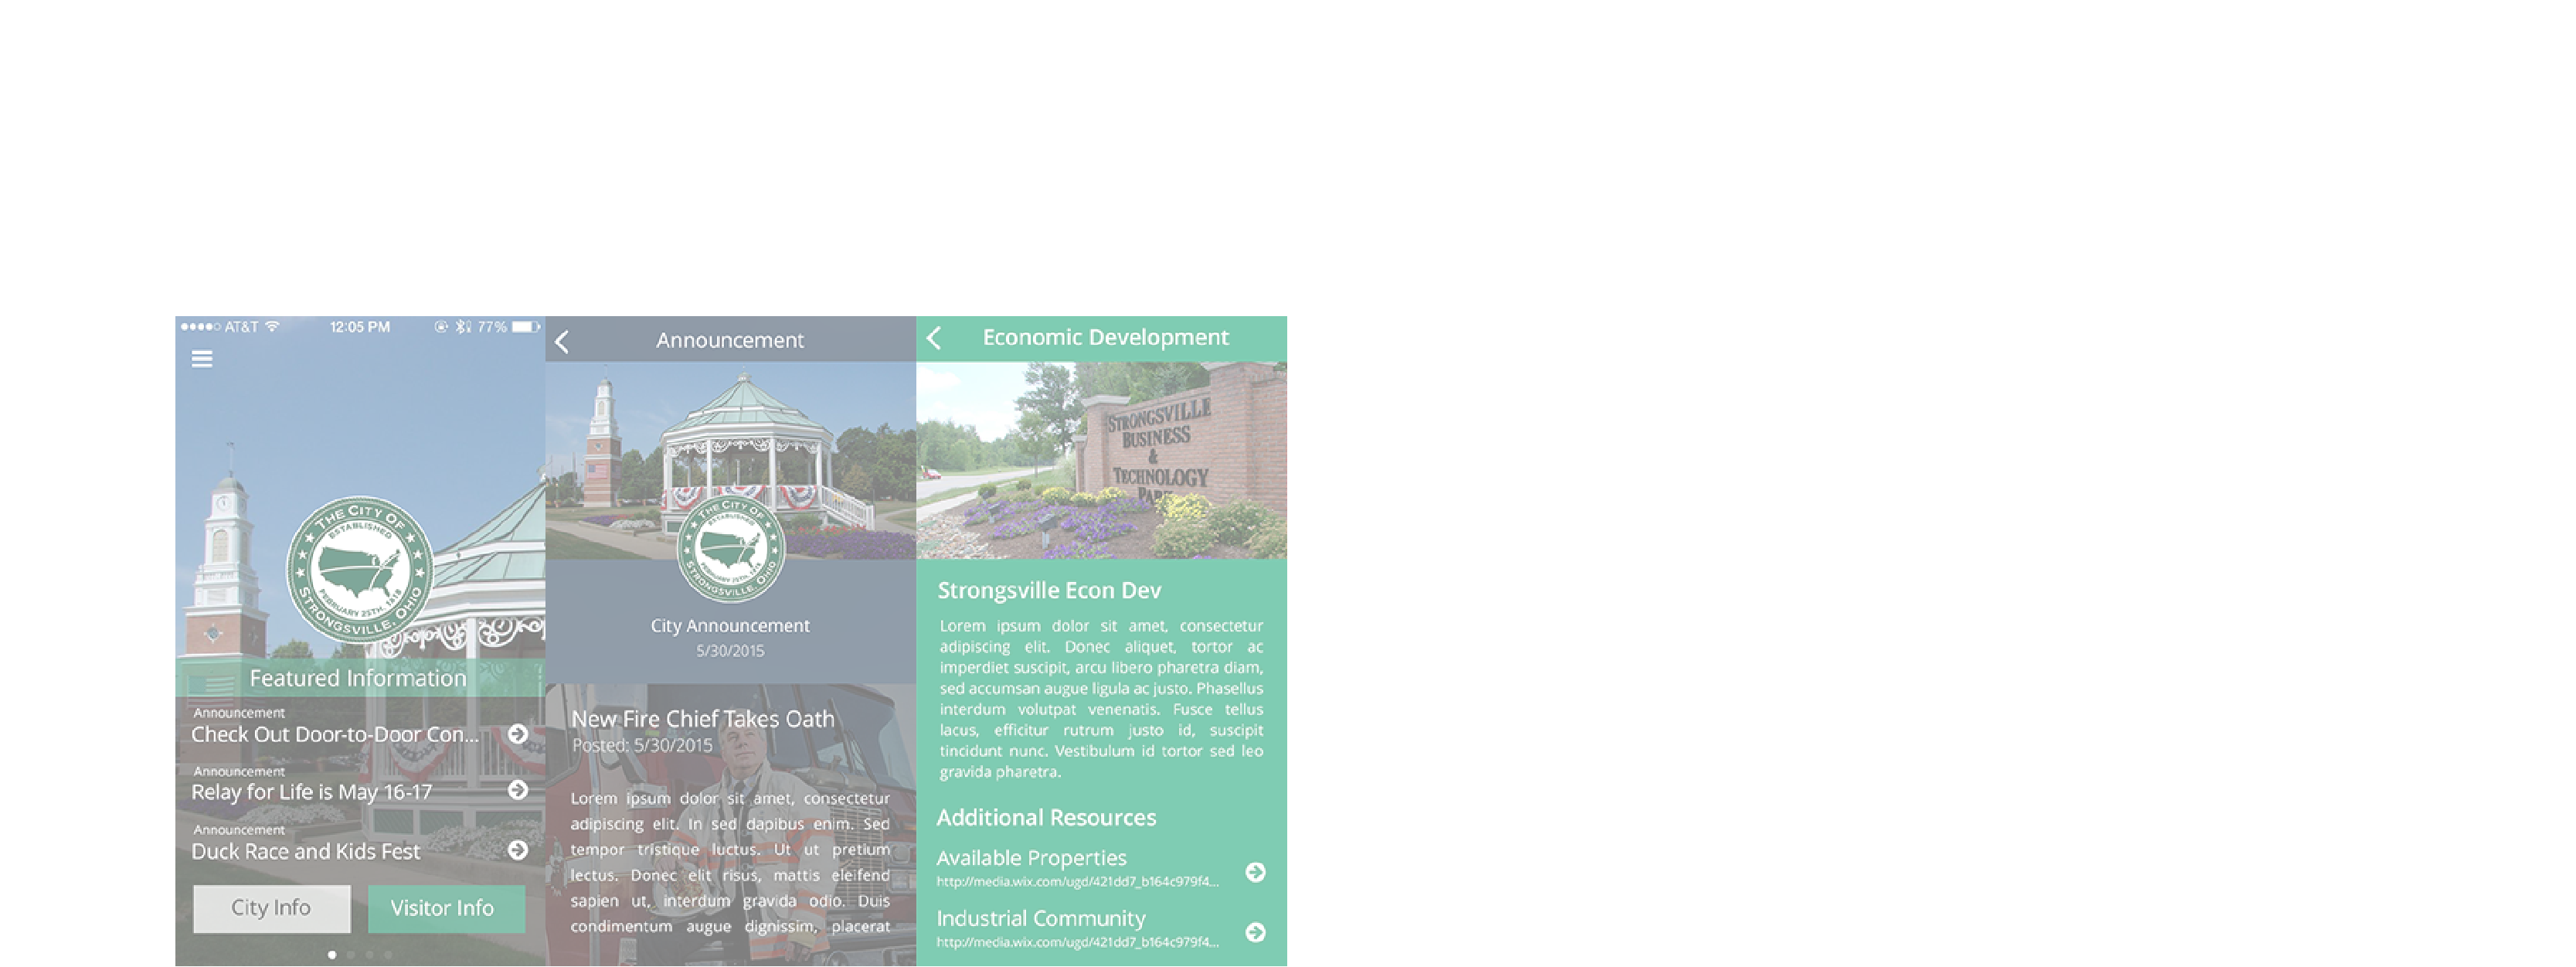 AT&T 12:05 PM 77%
THE CITY OF
ESTABLISHED
FEBRUARY 25TH, 1818
STRONGSVILLE, OHIO
Featured Information
Announcement
Check Out Door-to-Door Con...
Announcement
Relay for Life is May 16-17
Announcement
Duck Race and Kids Fest
City Info
Visitor Info
Announcement
THE CITY OF
ESTABLISHED
FEBRUARY 25TH, 1818
STRONGSVILLE, OHIO
City Announcement
5/30/2015
New Fire Chief Takes Oath
Posted: 5/30/2015
Lorem ipsum dolor sit amet, consectetur
adipiscing elit. In sed dapibus enim. Sed
tempor tristique luctus. Ut ut pretium
lectus. Donec elit risus, mattis eleifend
sapien ut, interdum gravida odio. Duis
condimentum augue dignissim, placerat
Economic Development
STRONGSVILLE
BUSINESS
&
TECHNOLOGY
PARK
Strongsville Econ Dev
Lorem ipsum dolor sit amet, consectetur
adipiscing elit. Donec aliquet, tortor ac
imperdiet suscipit, arcu libero pharetra diam,
sed accumsan augue ligula ac justo. Phasellus
interdum volutpat venenatis. Fusce tellus
lacus, efficitur rutrum justo id, suscipit
tincidunt nunc. Vestibulum id tortor sed leo
gravida pharetra.
Additional Resources
Available Properties
http://media.wix.com/ugd/421dd7_b164c979f4...
Industrial Community
http://media.wix.com/ugd/421dd7_b164c979f4...